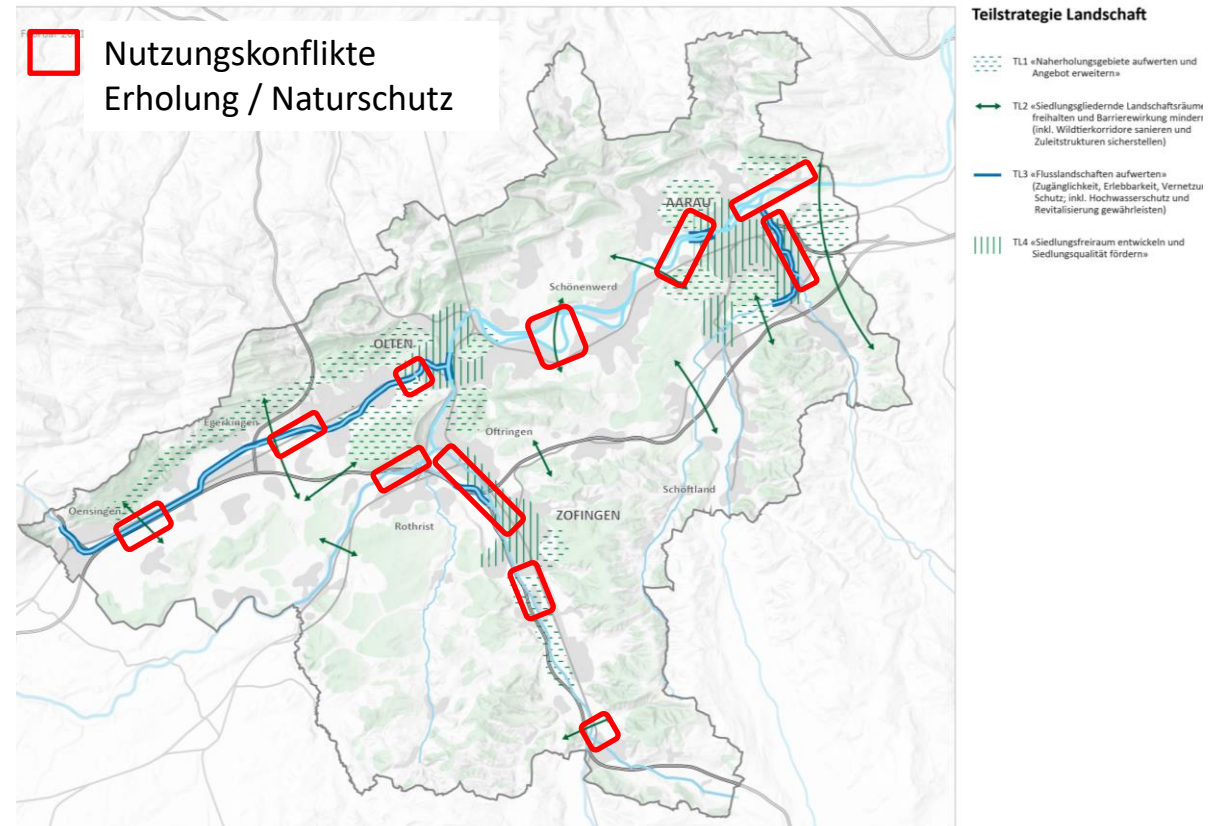 Nutzungskonflikte
Erholung / Naturschutz
Teilstrategie Landschaft
TL1 «Naherholungsgebiete aufwerten und
Angebot erweitern»
TL2 «Siedlungsgliedernde Landschaftsräume
freihalten und Barrierewirkung mindern
(inkl. Wildtierkorridore sanieren und
Zuleitstrukturen sicherstellen)
TL3 «Flusslandschaften aufwerten»
(Zugänglichkeit, Erlebbarkeit, Vernetzu
Schutz; inkl. Hochwasserschutz und
Revitalisierung gewährleisten)
TL4 «Siedlungsfreiraum entwickeln und
Siedlungsqualität fördern»
AARAU
Schönenwerd
OLTEN
Egerkingen
Oftringen
Schöftland
Oensingen
ZOFINGEN
Rothrist